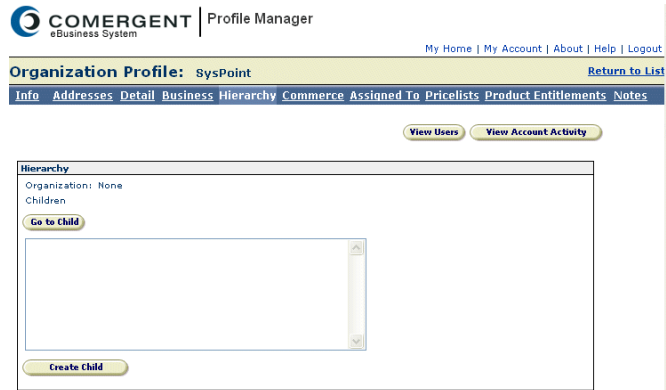 COMERGENT Profile Manager
eBusiness System
My Home | My Account | About | Help | Logout
Organization Profile: SysPoint Return to List
Info Addresses Detail Business Hierarchy Commerce Assigned To Pricelists Product Entitlements Notes
View Users View Account Activity
Hierarchy
Organization: None
Children
Go to Child
Create Child